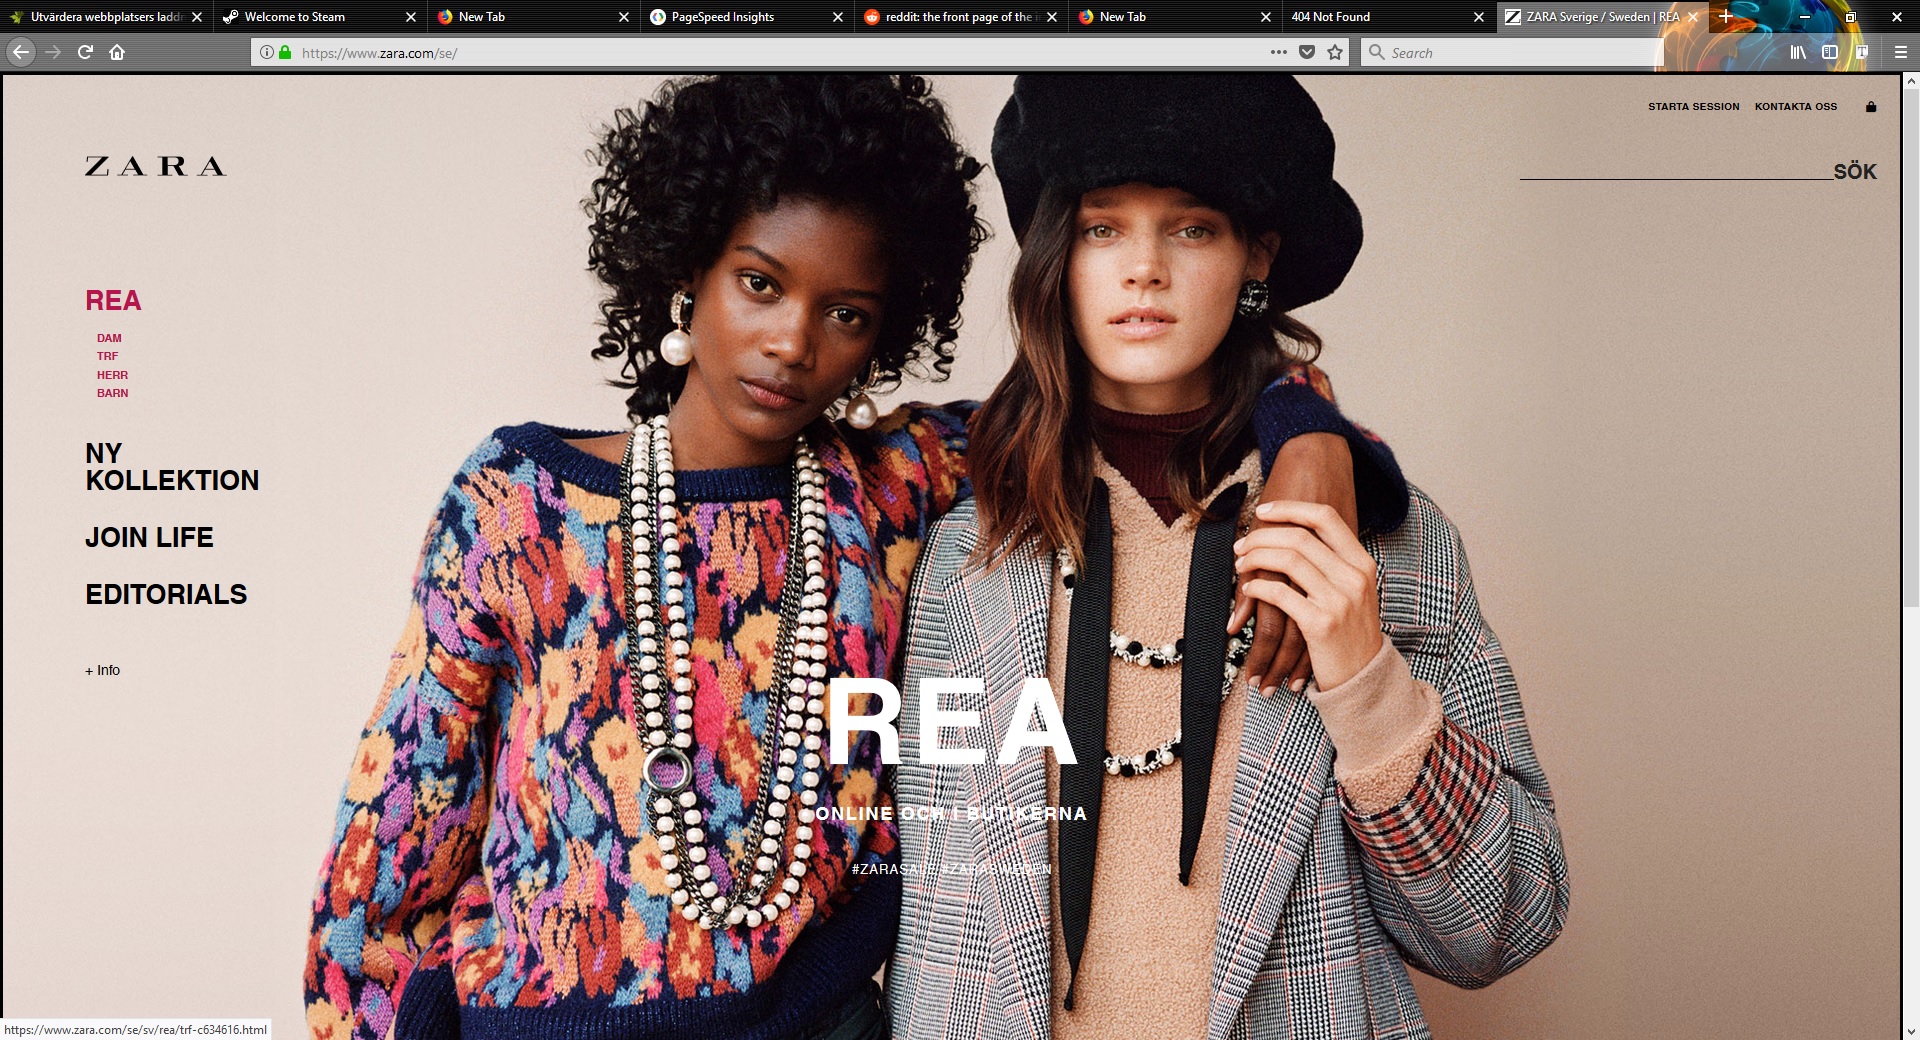 Utvärdera webbplatsers laddr
Welcome to Steam
New Tab
PageSpeed Insights
reddit: the front page of the i
New Tab
404 Not Found
ZARA Sverige / Sweden | REA
https://www.zara.com/se/
Search
STARTA SESSION KONTAKTA OSS
ZARA
SÖK
REA
DAM
TRF
HERR
BARN
NY
KOLLEKTION
JOIN LIFE
EDITORIALS
+ Info
REA
ONLINE OCH I BUTIKERNA
#ZARASALE #ZARASWEDEN
https://www.zara.com/se/sv/rea/trf-c634616.html